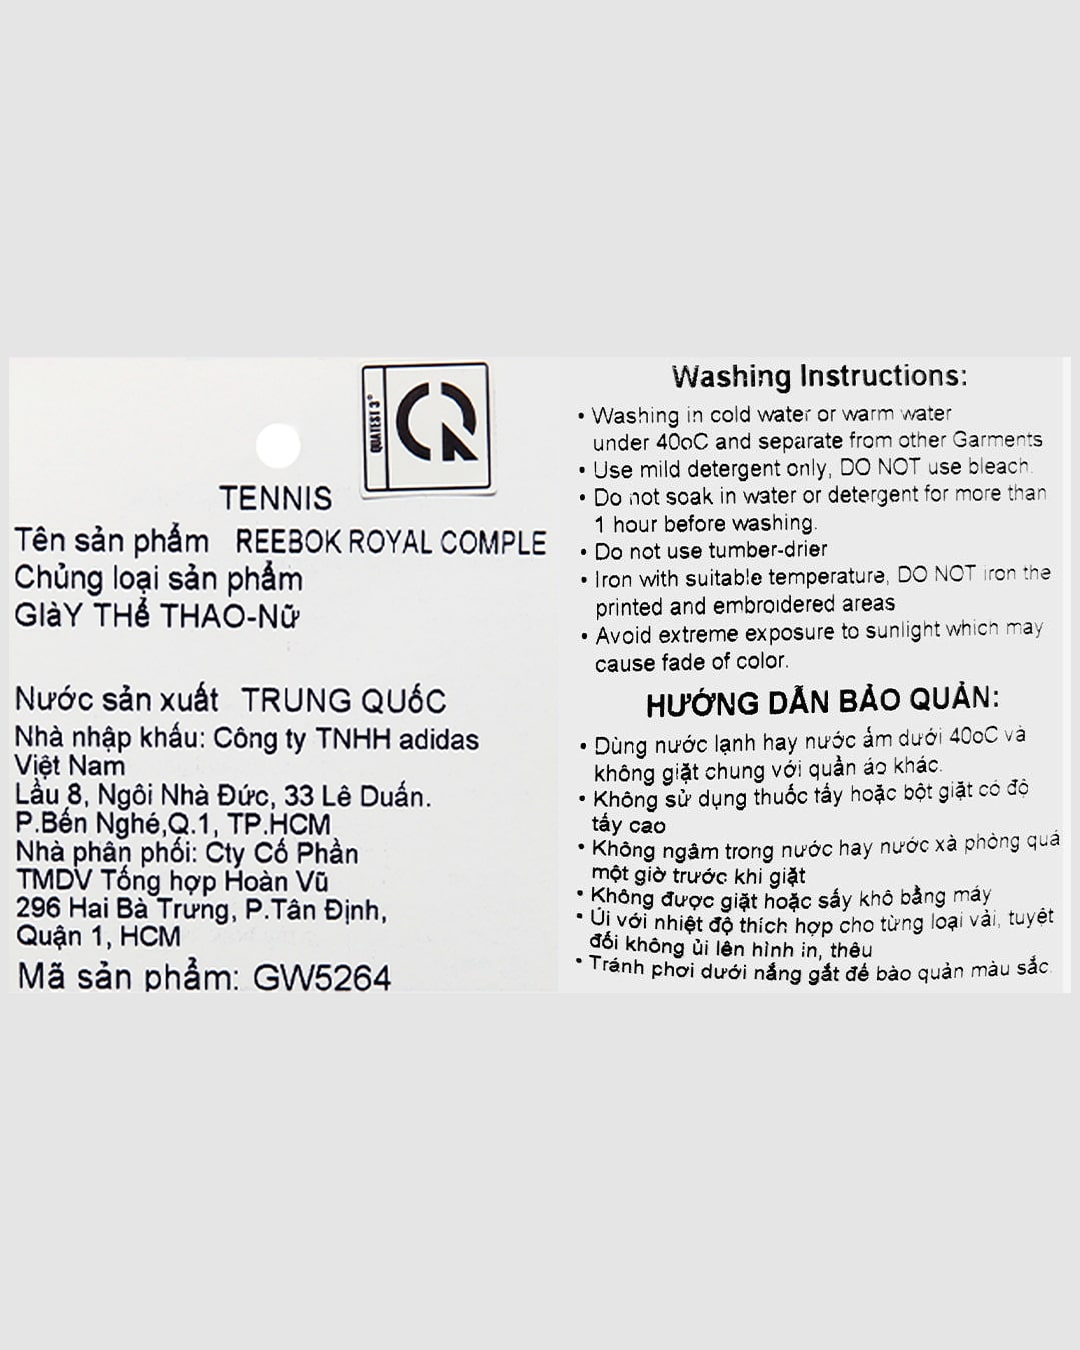 QUATEST 3®
TENNIS
Tên sản phẩm REEBOK ROYAL COMPLE
Chủng loại sản phẩm
GIàY THể THAO-Nữ
Nước sản xuất TRUNG QUốC
Nhà nhập khẩu: Công ty TNHH adidas
Việt Nam
Lầu 8, Ngôi Nhà Đức, 33 Lê Duẩn.
P.Bến Nghé,Q.1, TP.HCM
Nhà phân phối: Cty Cổ Phần
TMDV Tổng hợp Hoàn Vũ
296 Hai Bà Trưng, P.Tân Định,
Quận 1, HCM
Mã sản phẩm: GW5264
Washing Instructions:
• Washing in cold water or warm water
under 40oC and separate from other Garments
• Use mild detergent only, DO NOT use bleach.
• Do not soak in water or detergent for more than
1 hour before washing.
• Do not use tumber-drier
• Iron with suitable temperature, DO NOT iron the
printed and embroidered areas
• Avoid extreme exposure to sunlight which may
cause fade of color.
HƯỚNG DẪN BẢO QUẢN:
• Dùng nước lạnh hay nước ấm dưới 40oC và
không giặt chung với quần áo khác.
• Không sử dụng thuốc tẩy hoặc bột giặt có độ
tẩy cao
• Không ngâm trong nước hay nước xà phòng quá
một giờ trước khi giặt
• Không được giặt hoặc sấy khô bằng máy
• Ủi với nhiệt độ thích hợp cho từng loại vải, tuyệt
đối không ủi lên hình in, thêu
• Tránh phơi dưới nắng gắt để bảo quản màu sắc.